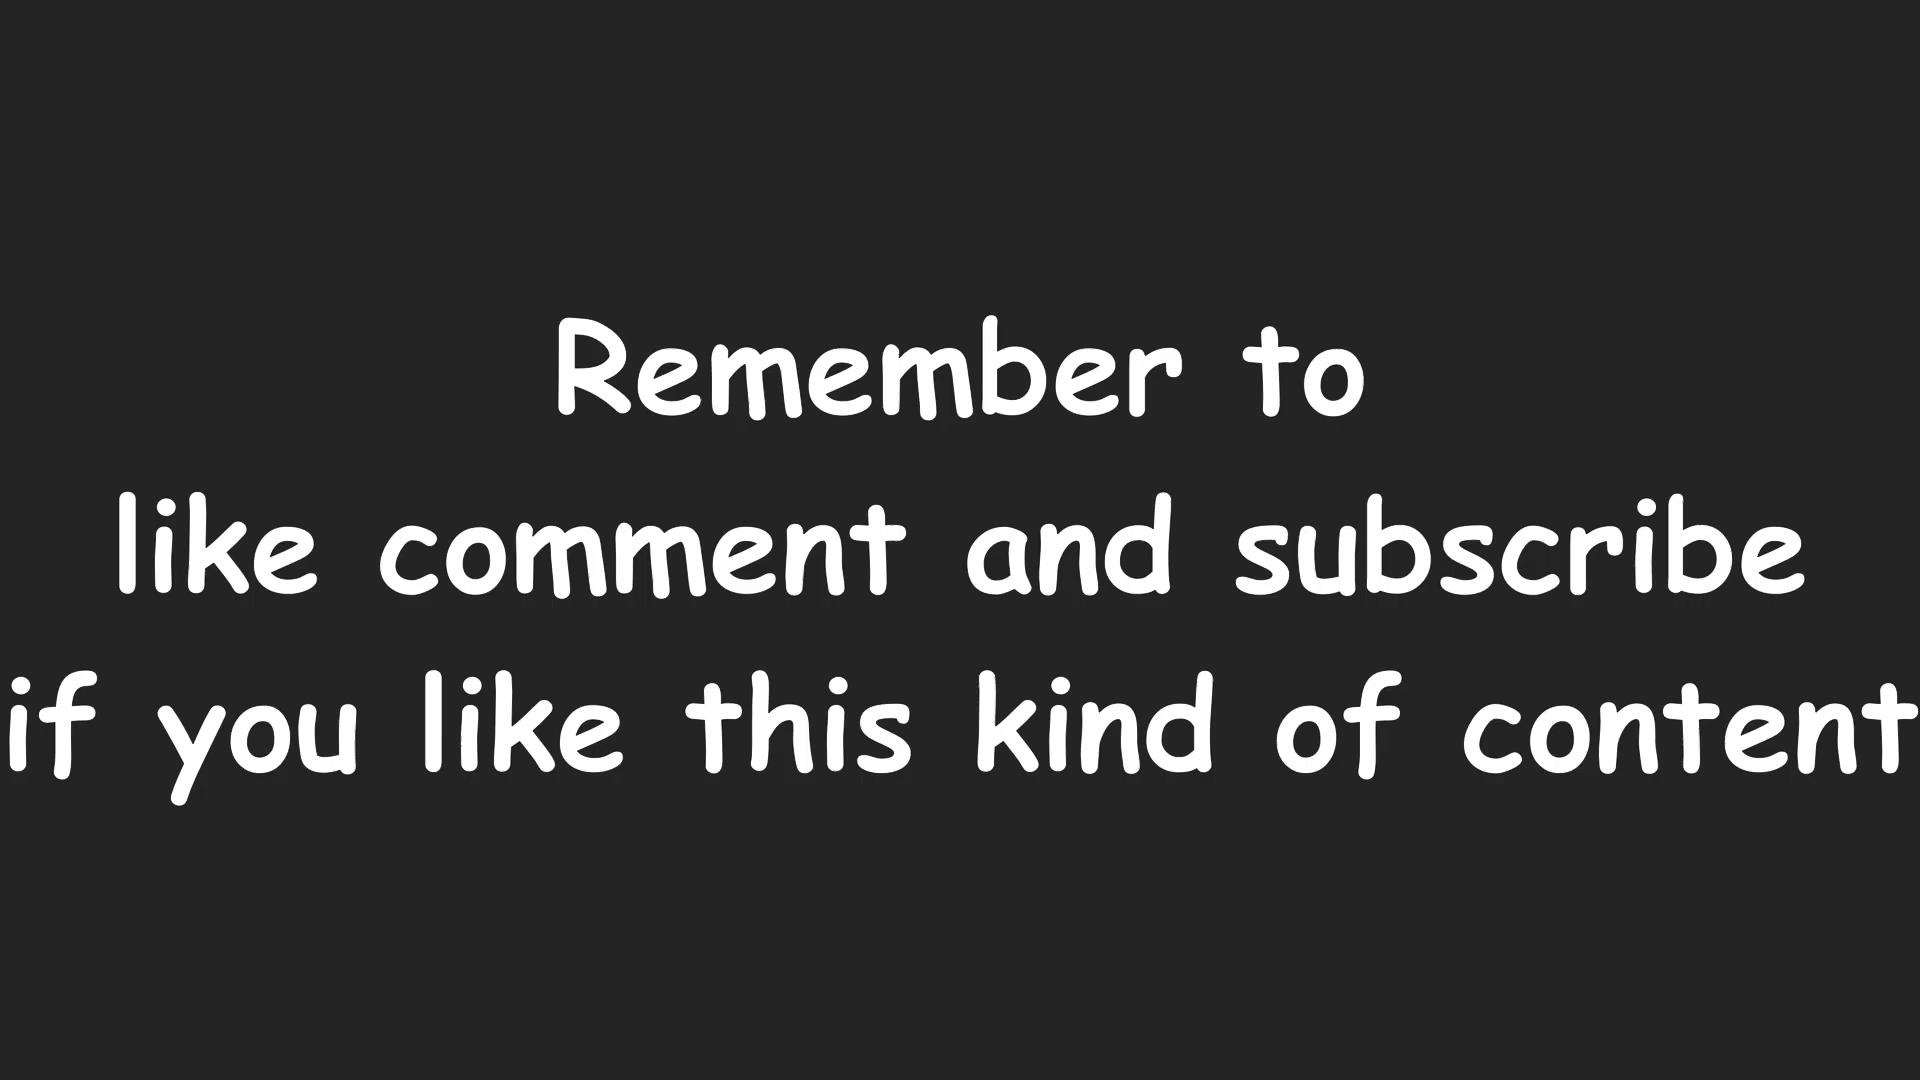 Remember to
like comment and subscribe
if you like this kind of content